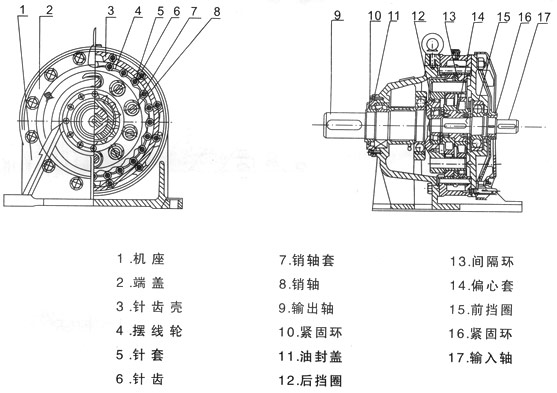 1 2 3 4 5 6 7 8
9 10 11 12 13 14 15 16 17
1.机座
2.端盖
3.针齿壳
4.摆线轮
5.针套
6.针齿
7.销轴套
8.销轴
9.输出轴
10.紧固环
11.油封盖
12.后挡圈
13.间隔环
14.偏心套
15.前挡圈
16.紧固环
17.输入轴